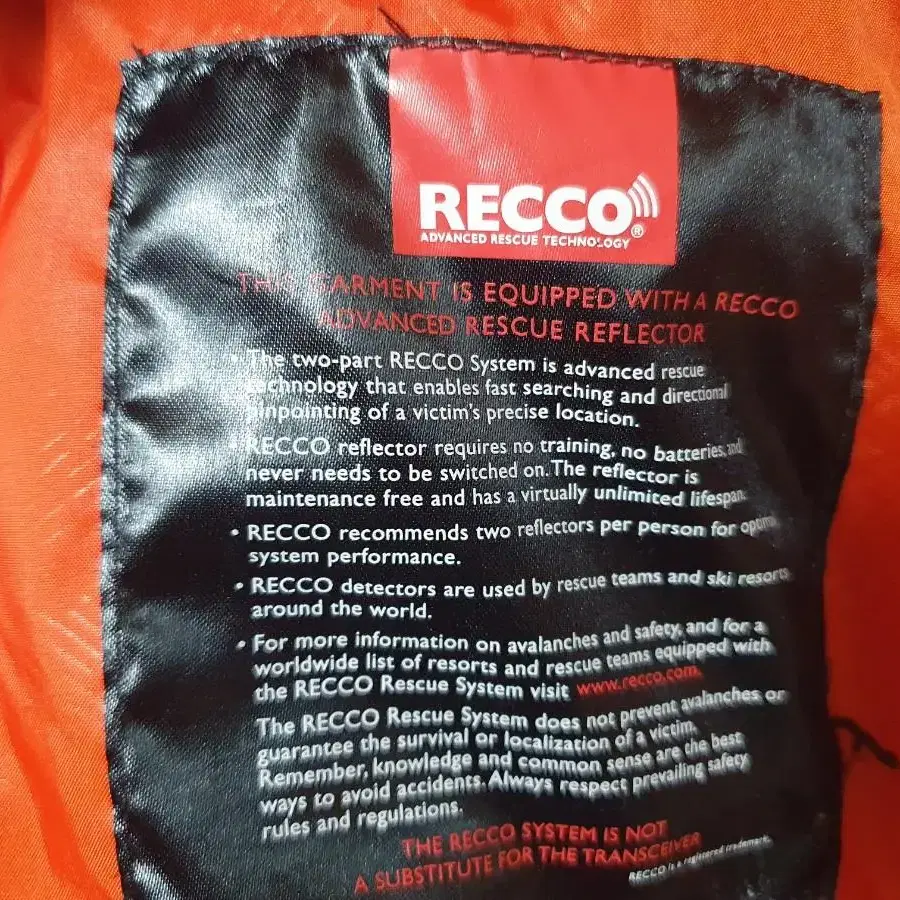 RECCO®
ADVANCED RESCUE TECHNOLOGY
THIS GARMENT IS EQUIPPED WITH A RECCO
ADVANCED RESCUE REFLECTOR
• The two-part RECCO System is advanced rescue
technology that enables fast searching and directional
pinpointing of a victim's precise location.
• RECCO reflector requires no training, no batteries, and
never needs to be switched on. The reflector is
maintenance free and has a virtually unlimited lifespan.
• RECCO recommends two reflectors per person for optimal
system performance.
• RECCO detectors are used by rescue teams and ski resorts
around the world.
• For more information on avalanches and safety, and for a
worldwide list of resorts and rescue teams equipped with
the RECCO Rescue System visit www.recco.com.
The RECCO Rescue System does not prevent avalanches or
guarantee the survival or localization of a victim.
Remember, knowledge and common sense are the best
ways to avoid accidents. Always respect prevailing safety
rules and regulations.
THE RECCO SYSTEM IS NOT
A SUBSTITUTE FOR THE TRANSCEIVER
RECCO is a registered trademark.